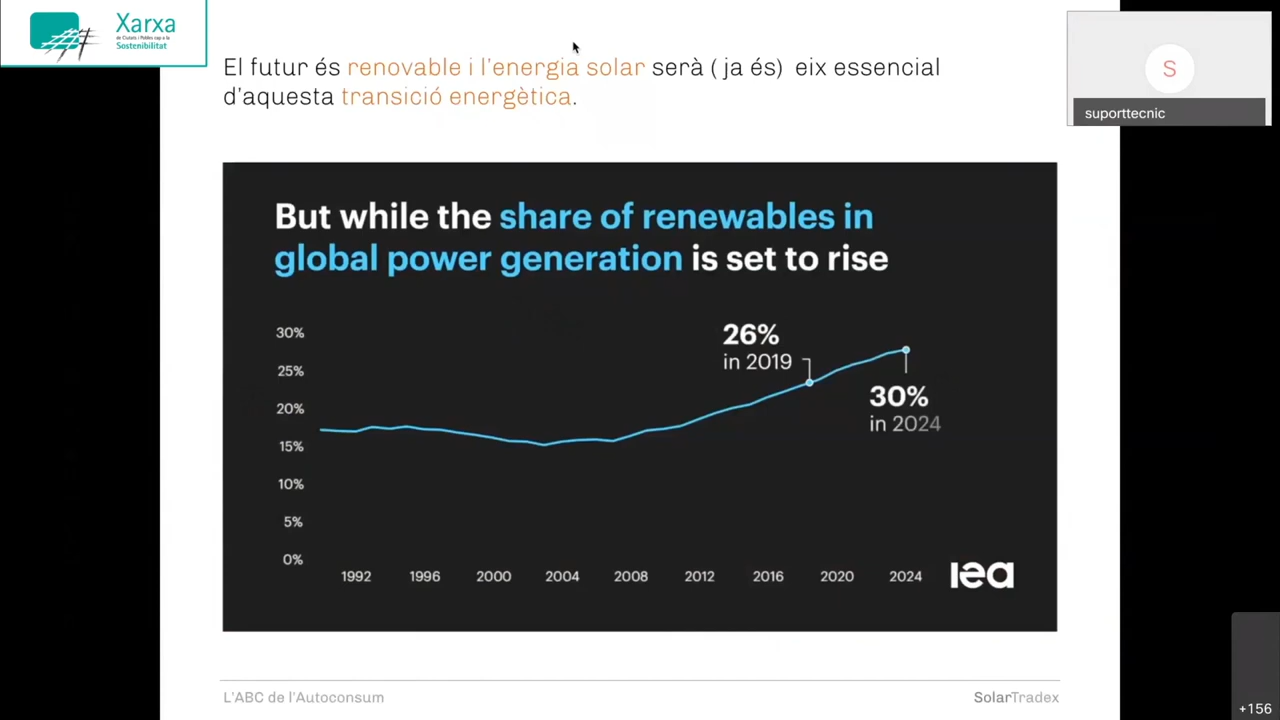 Xarxa
de Ciutats i Pobles cap a la
Sostenibilitat
El futur és renovable i l'energia solar serà ( ja és) eix essencial
d'aquesta transició energètica.
S
suporttecnic
But while the share of renewables in
global power generation is set to rise
30%
25%
20%
15%
10%
5%
0%
26%
in 2019
30%
in 2024
1992 1996 2000 2004 2008 2012 2016 2020 2024
iea
L'ABC de l'Autoconsum
SolarTradex
+156